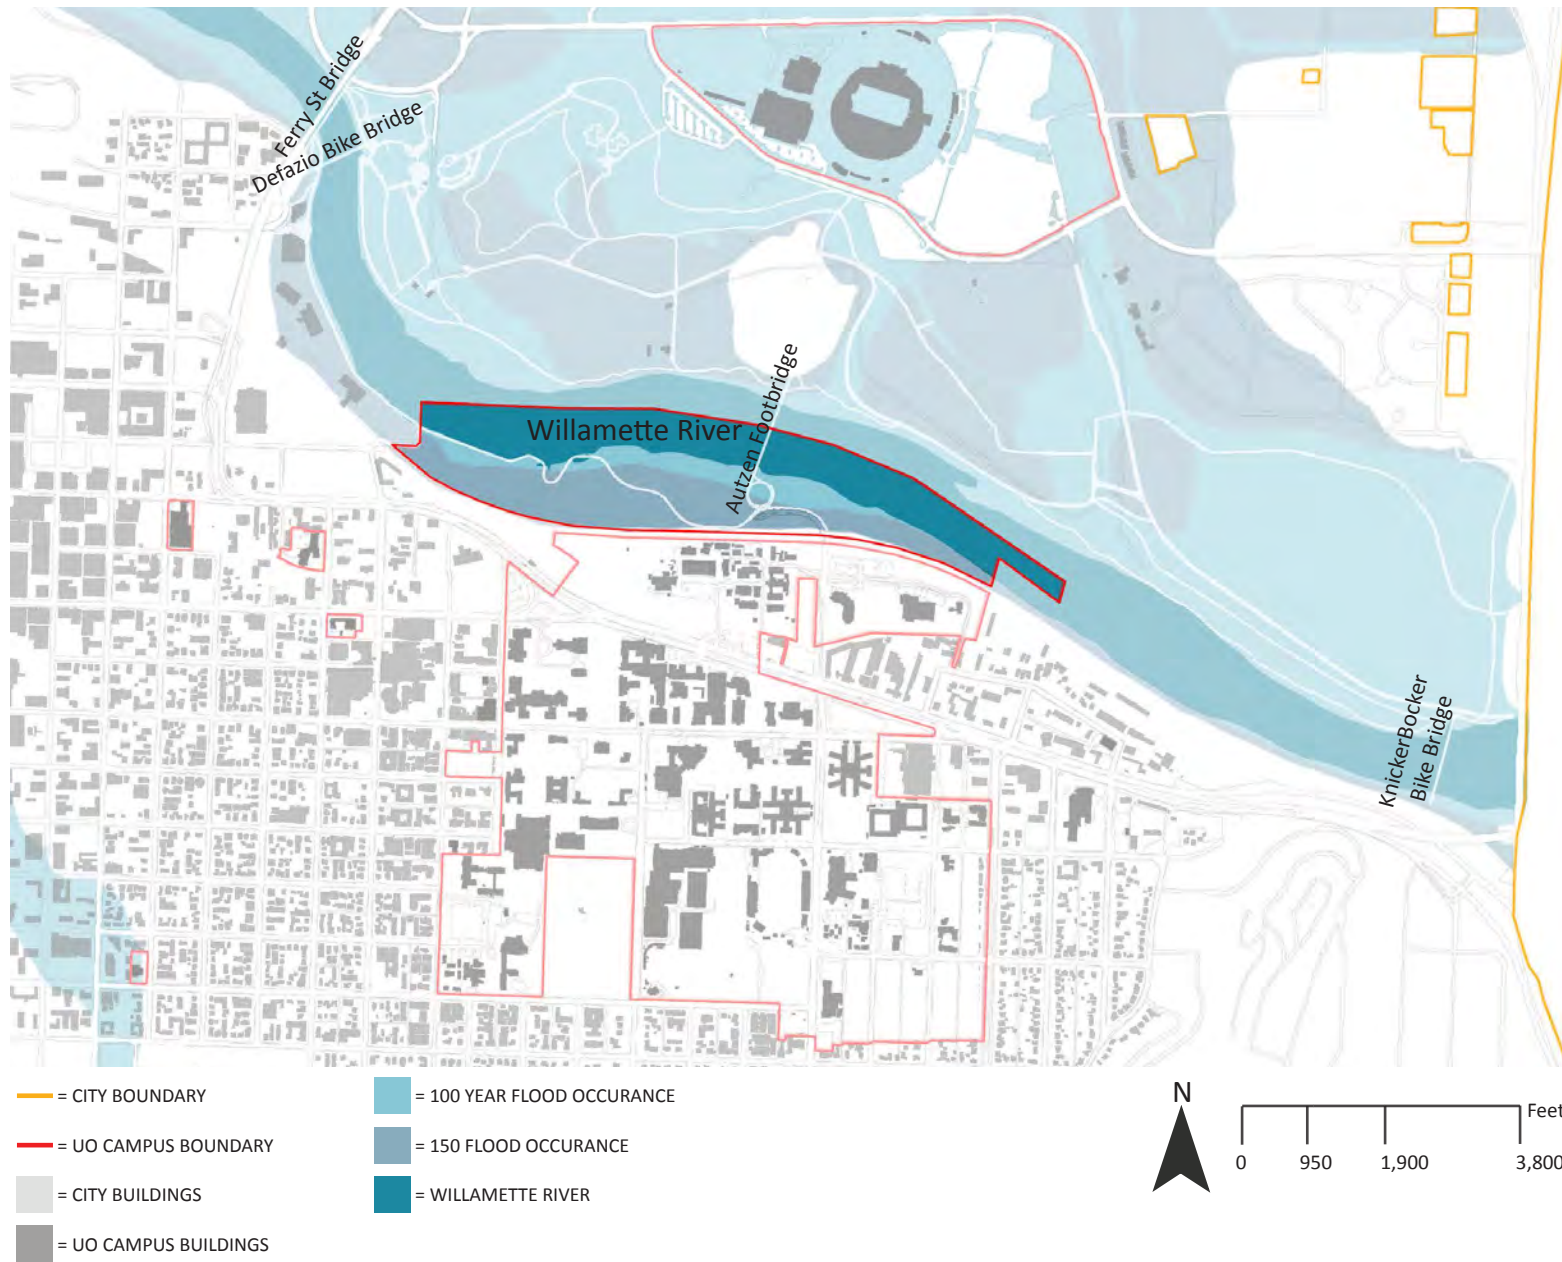 Ferry St Bridge
Defazio Bike Bridge
Willamette River
Autzen Footbridge
KnickerBocker
Bike Bridge
= CITY BOUNDARY
= UO CAMPUS BOUNDARY
= CITY BUILDINGS
= UO CAMPUS BUILDINGS
= 100 YEAR FLOOD OCCURANCE
= 150 FLOOD OCCURANCE
= WILLAMETTE RIVER
N
Feet
0 950 1,900 3,800